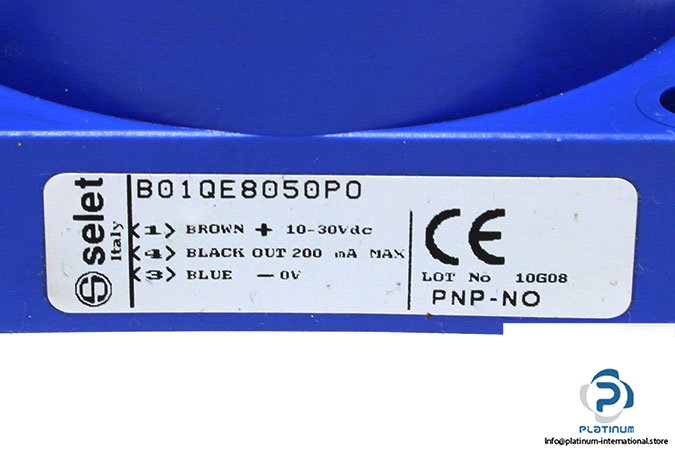 selet
Italy
B01QE8050PO
<1> BROWN + 10-30Vdc
<4> BLACK OUT 200 mA MAX
<3> BLUE – 0V
CE
LOT No 10G08
PNP-NO
PLATINUM
Info@platinum-international.store